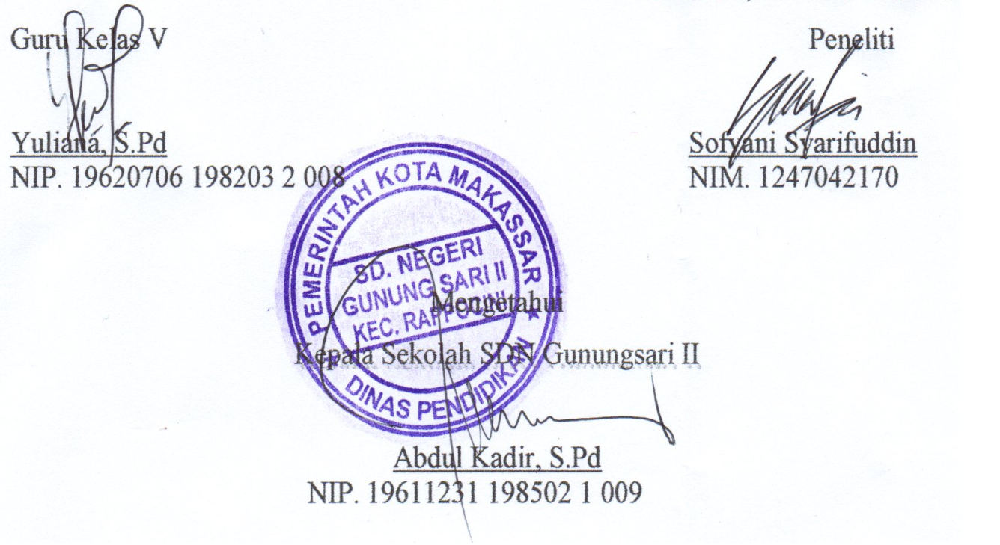 Guru Kelas V
Peneliti
Yuliana, S.Pd
Sofyani Syarifuddin
NIP. 19620706 198203 2 008
NIM. 1247042170
PEMERINTAH KOTA MAKASSAR
SD. NEGERI
GUNUNG SARI II
KEC. RAPPOCINI
DINAS PENDIDIKAN
Mengetahui
Kepala Sekolah SDN Gunungsari II
Abdul Kadir, S.Pd
NIP. 19611231 198502 1 009